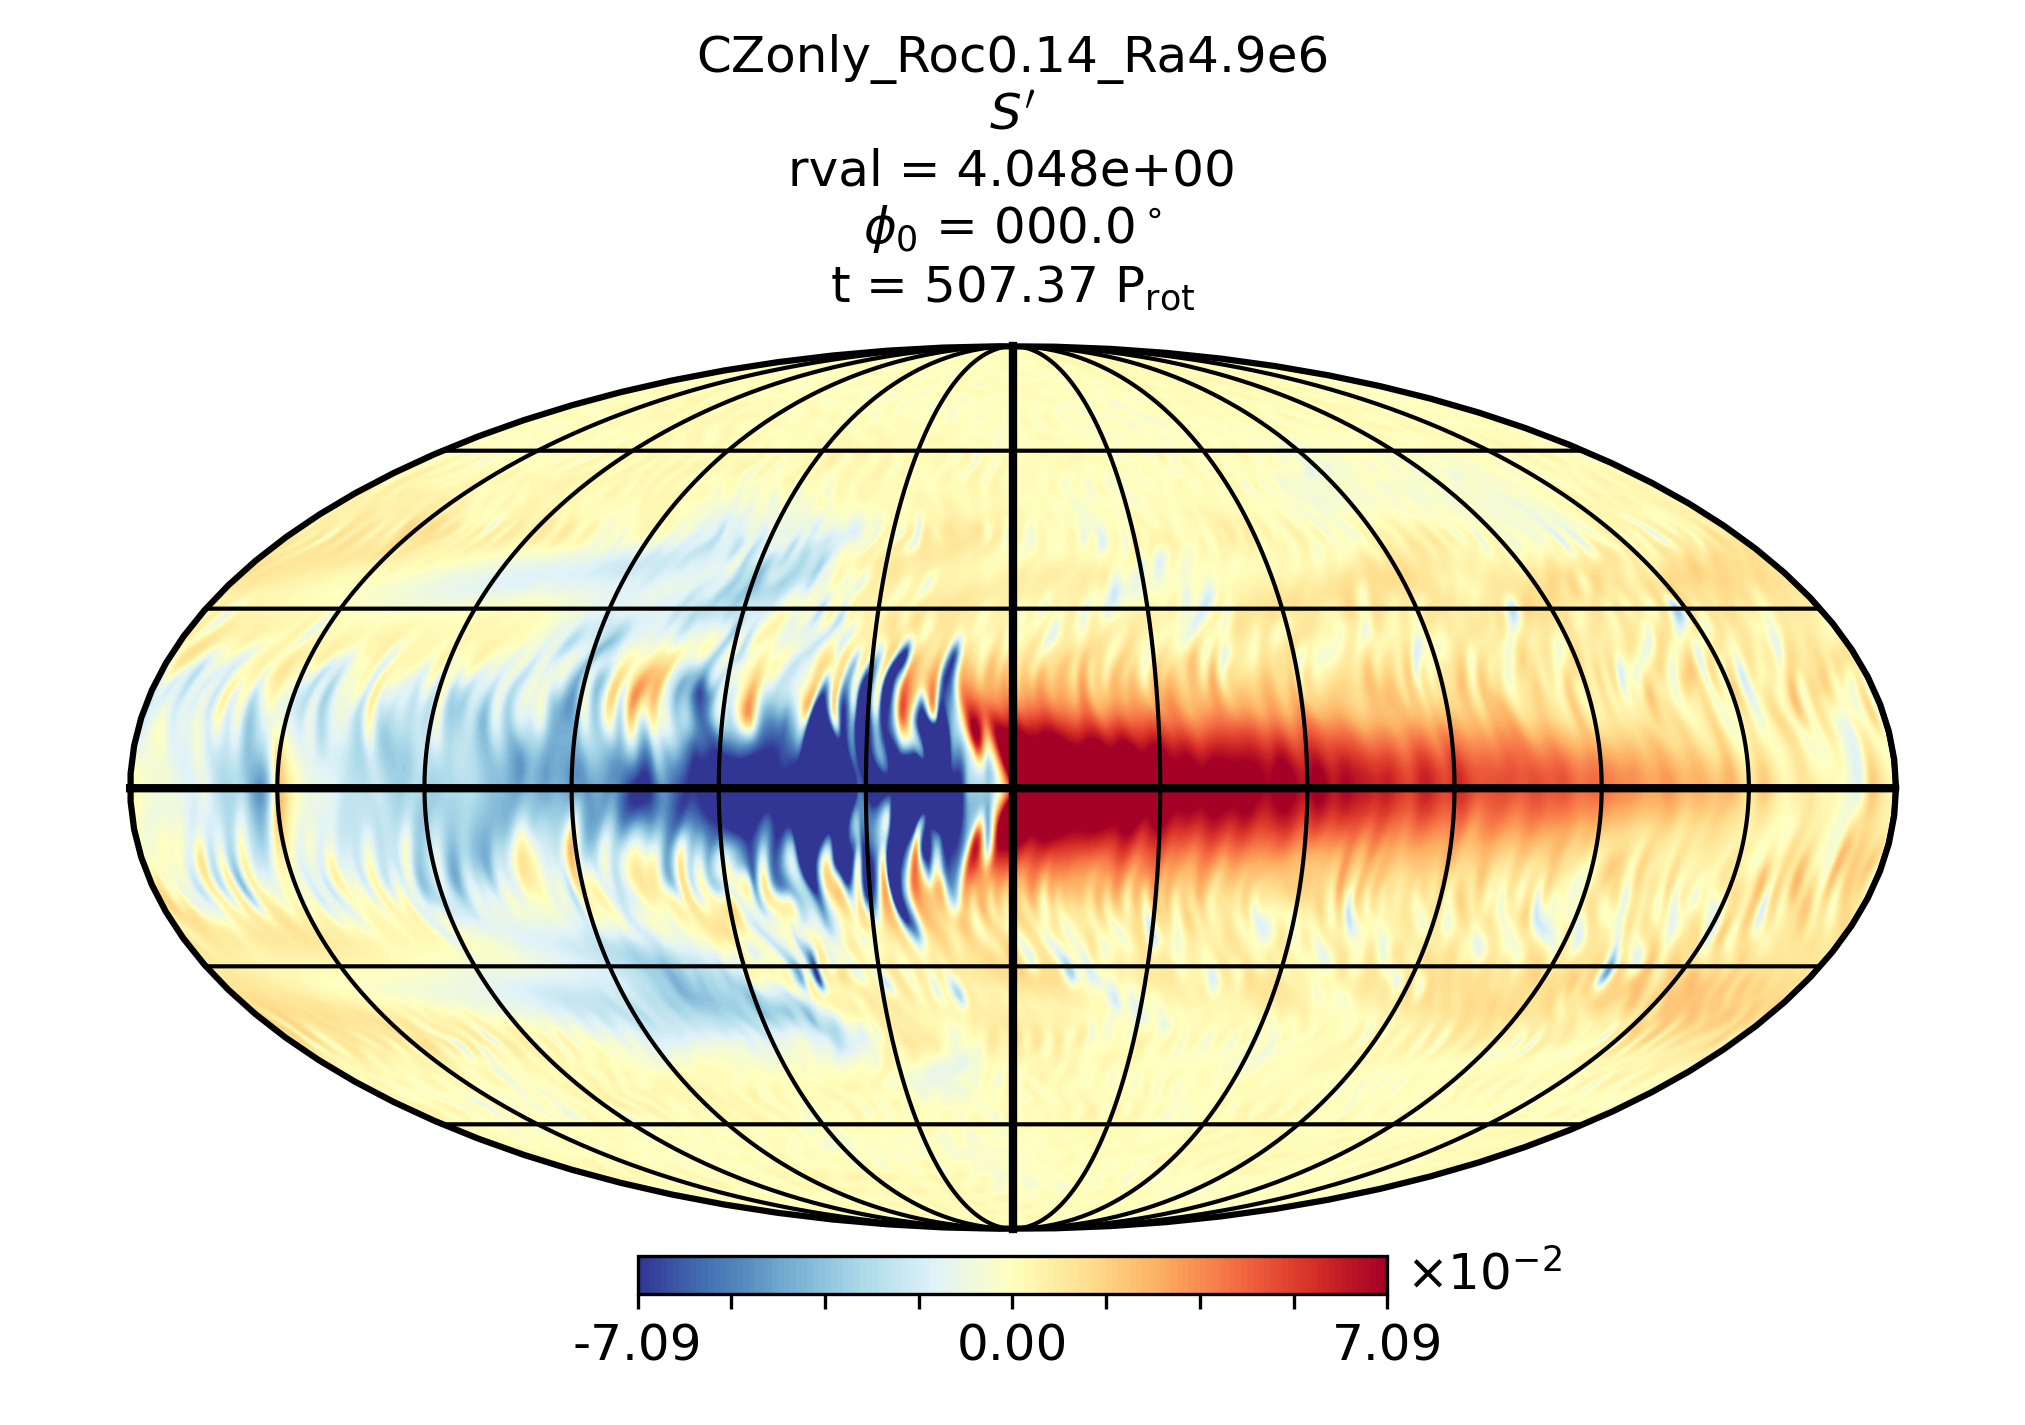 CZonly_Roc0.14_Ra4.9e6
S′
rval = 4.048e+00
ϕ₀ = 000.0°
t = 507.37 P_rot
×10⁻²
-7.09 0.00 7.09